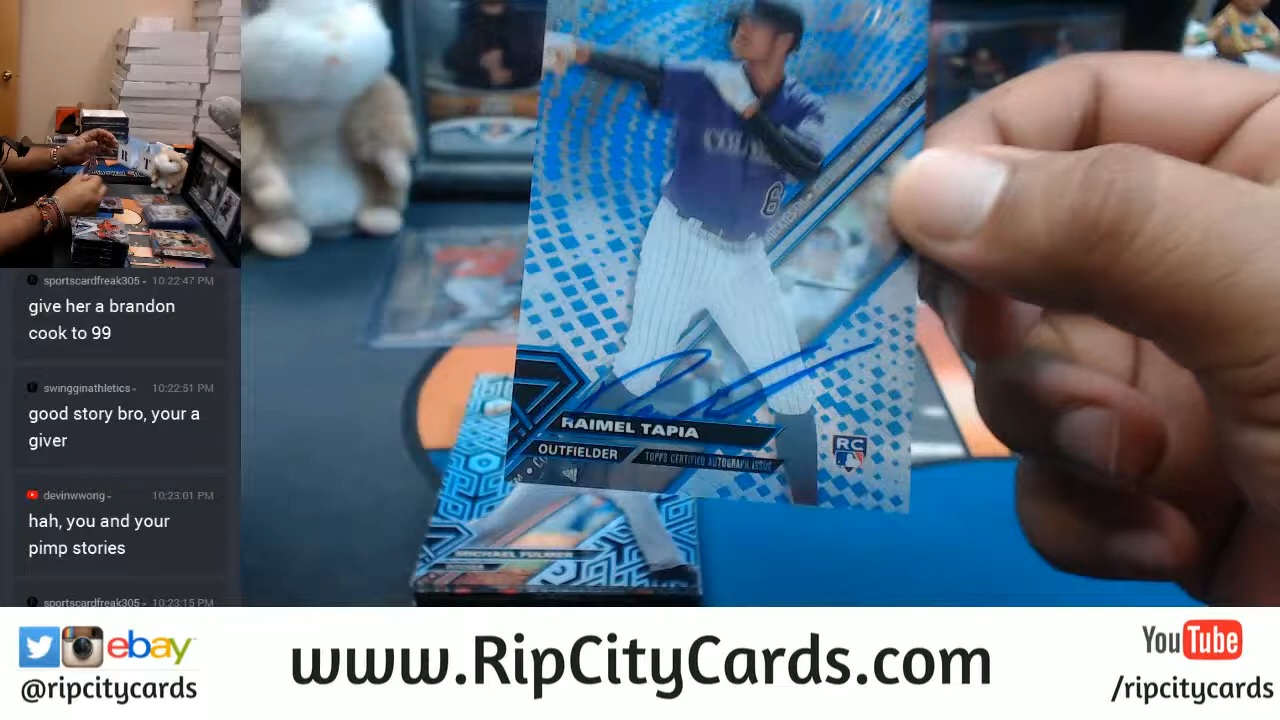 sportscardfreak305 - 10:22:47 PM
give her a brandon
cook to 99
swingginathletics - 10:22:51 PM
good story bro, your a
giver
devinwwong - 10:23:01 PM
hah, you and your
pimp stories
sportscardfreak305 - 10:23:15 PM
COL
6
RAIMEL TAPIA
OUTFIELDER
TOPPS CERTIFIED AUTOGRAPH ISSUE
RC
MICHAEL FULMER
ebay
@ripcitycards
www.RipCityCards.com
YouTube
/ripcitycards